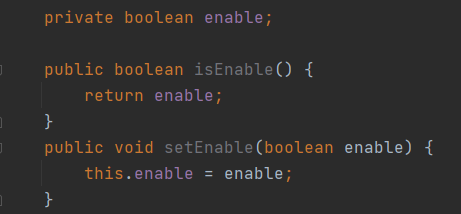 private boolean enable;
public boolean isEnable() {
return enable;
}
public void setEnable(boolean enable) {
this.enable = enable;
}